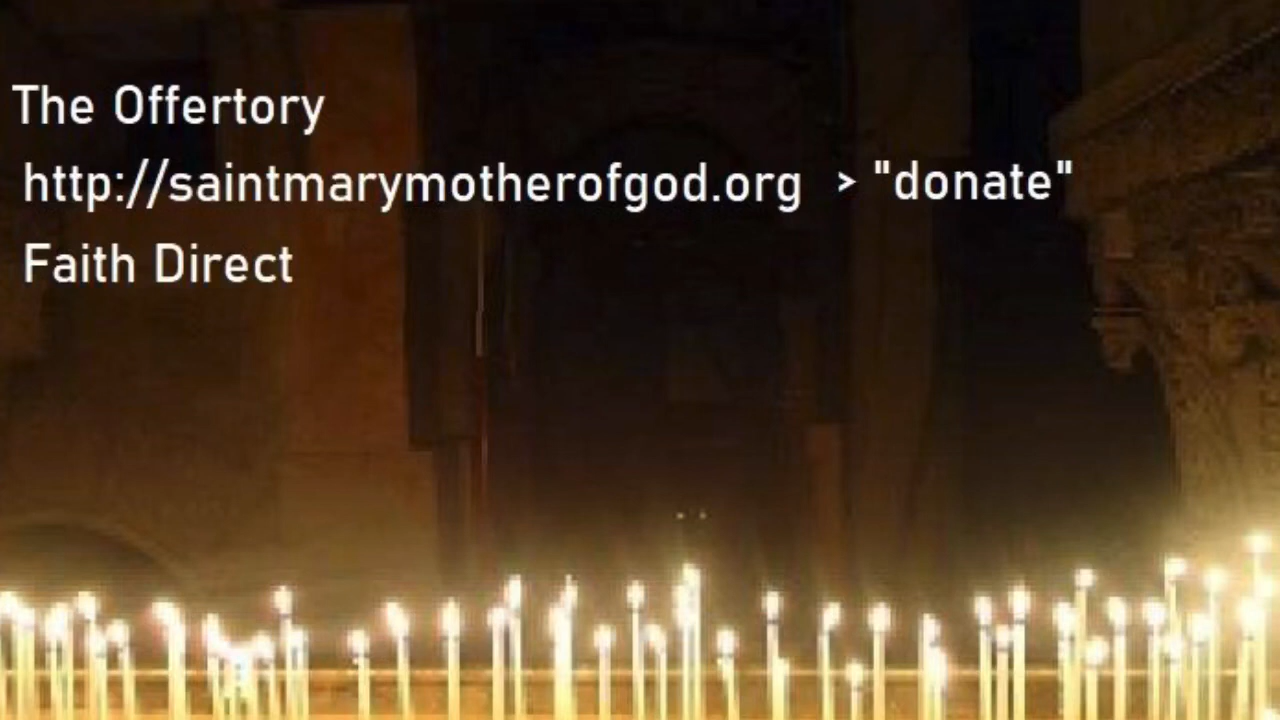 The Offertory
http://saintmarymotherofgod.org > "donate"
Faith Direct